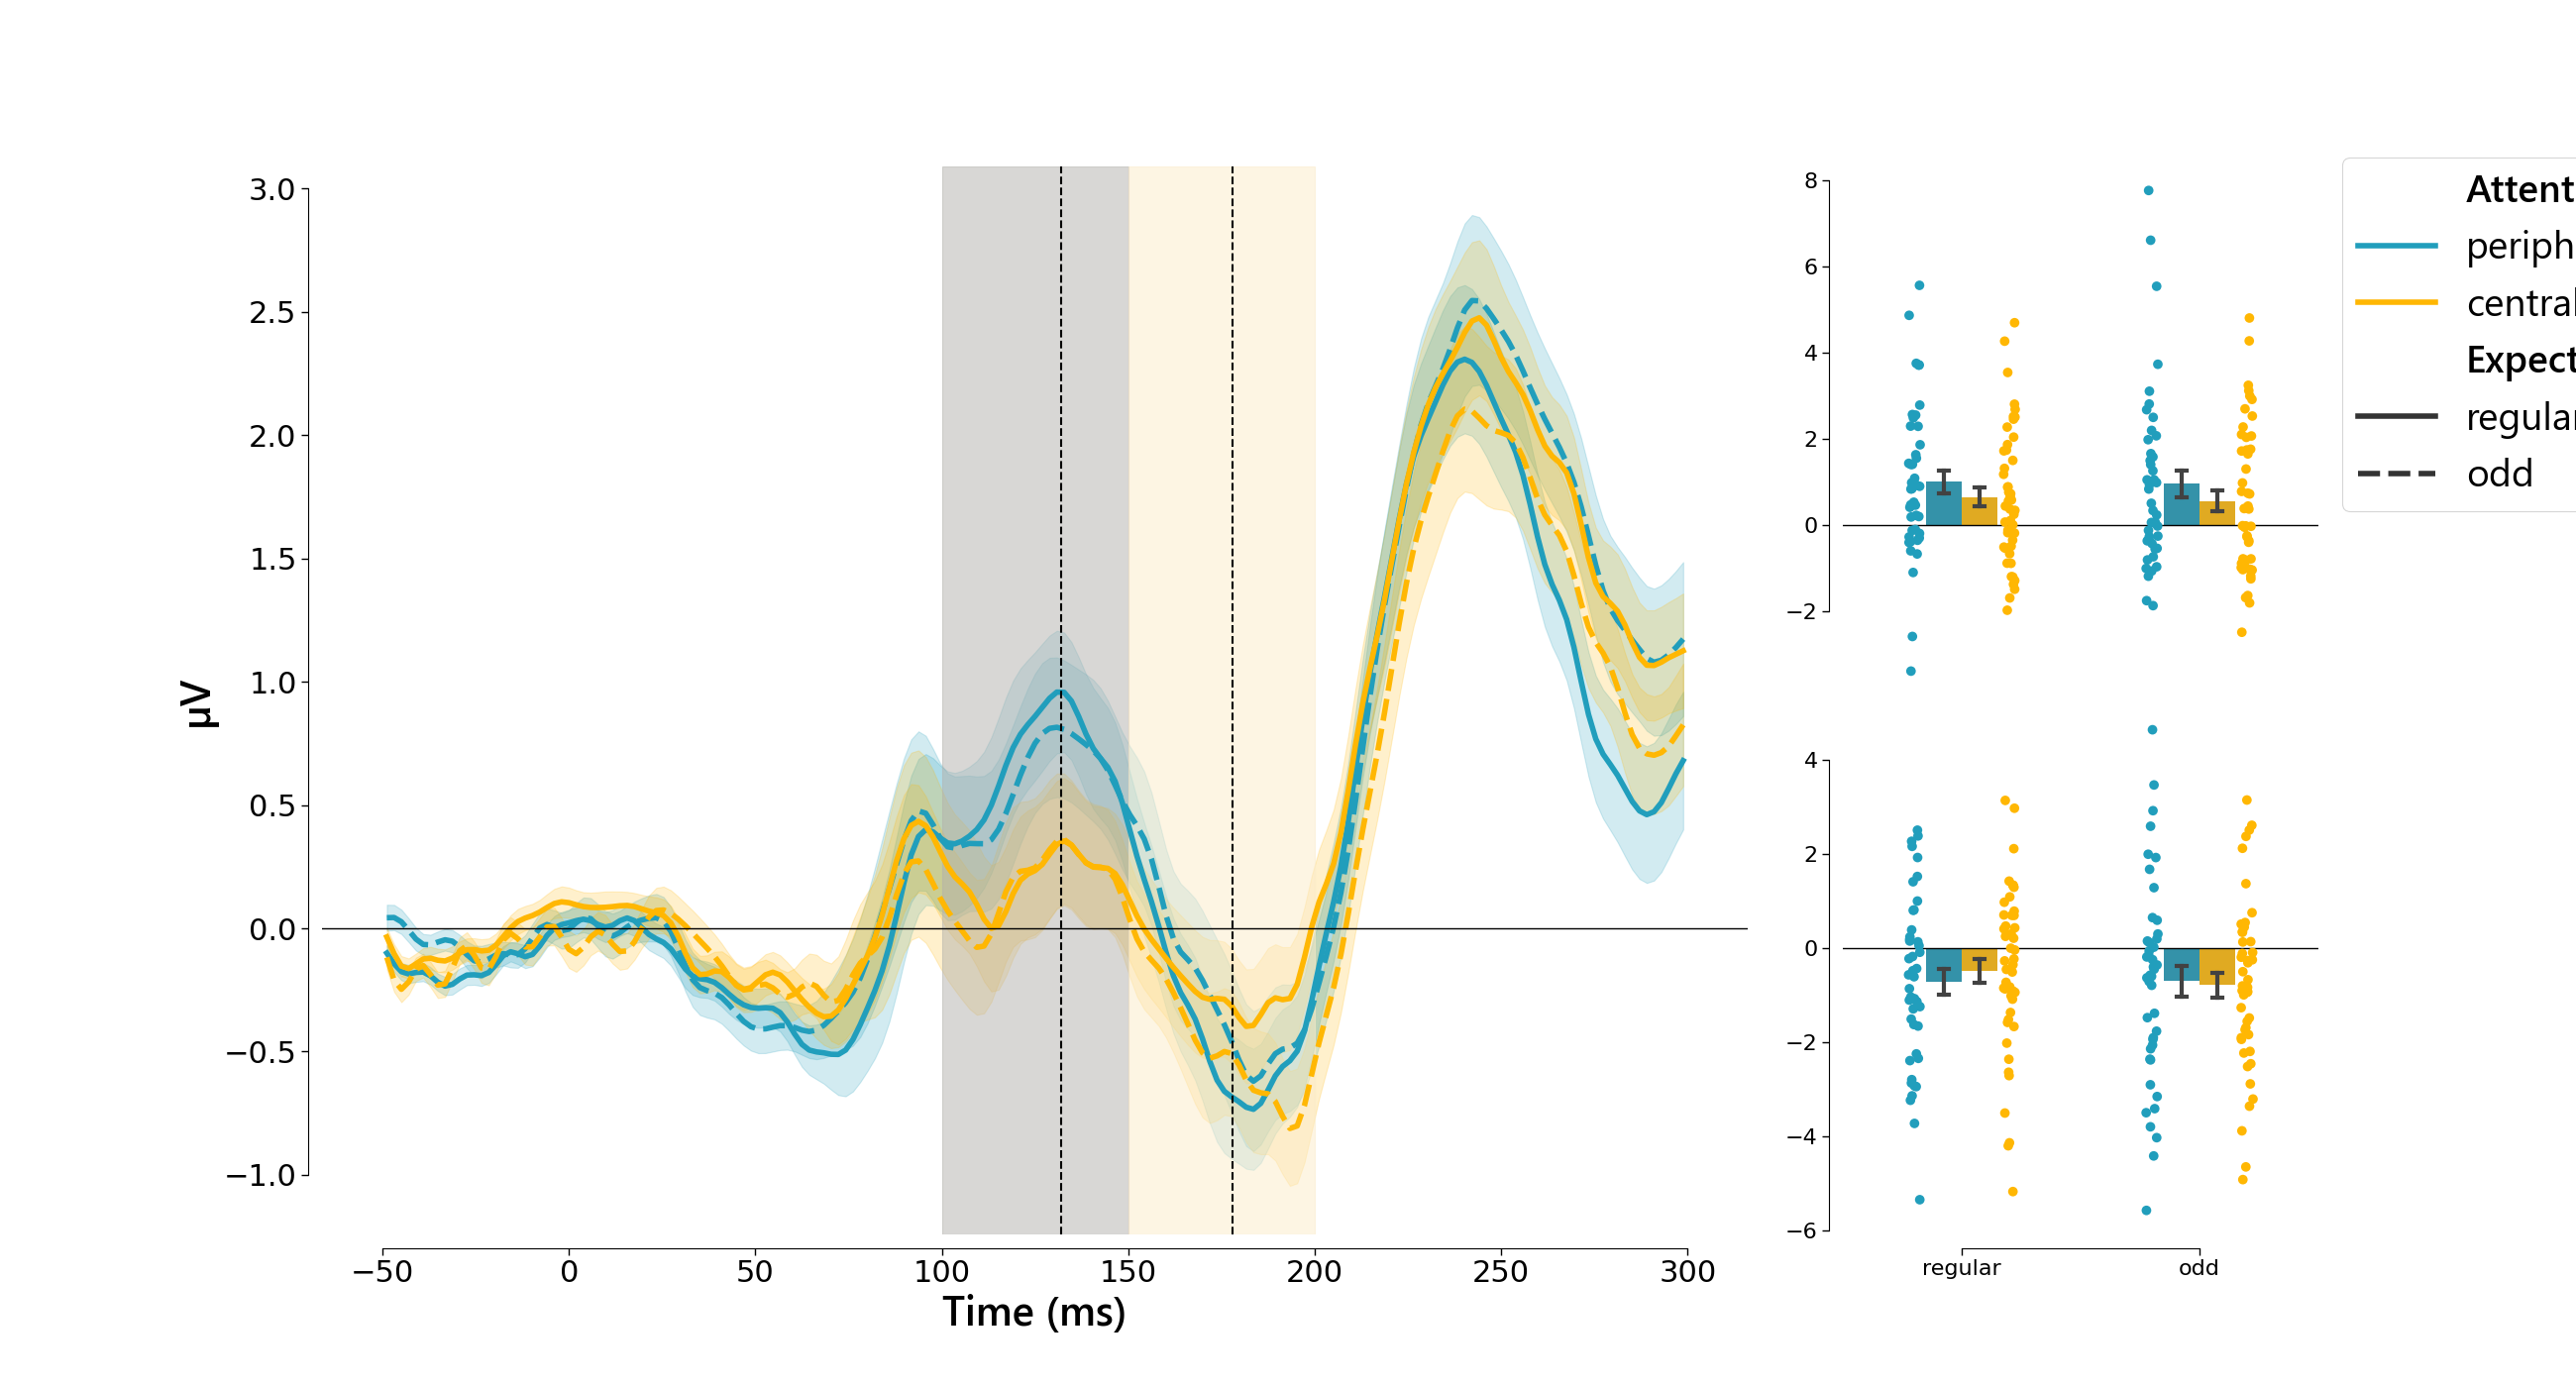 3.0
2.5
2.0
1.5
1.0
0.5
0.0
−0.5
−1.0
µV
−50 0 50 100 150 200 250 300
Time (ms)
8
6
4
2
0
−2
4
2
0
−2
−4
−6
regular odd
Attent
periph
central
Expect
regular
odd